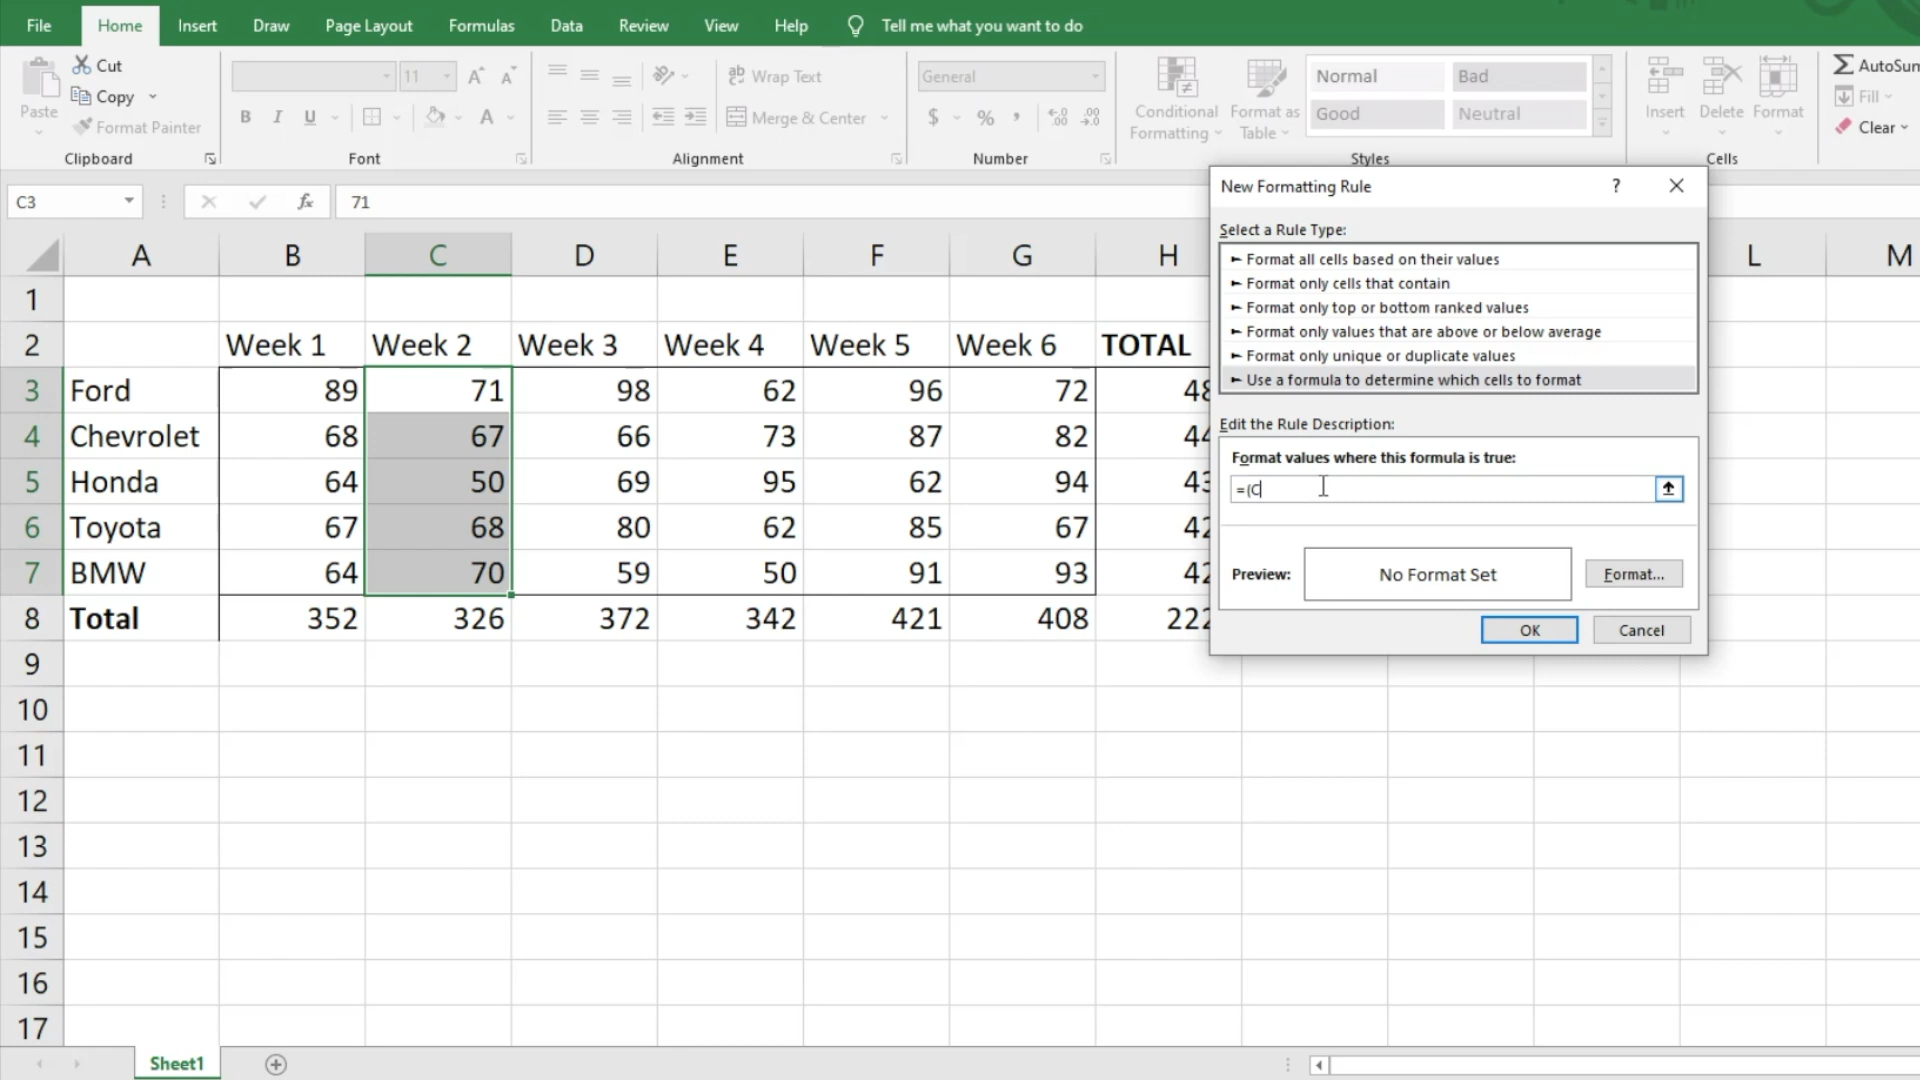 File Home Insert Draw Page Layout Formulas Data Review View Help Tell me what you want to do
Paste
Cut
Copy
Format Painter
Clipboard
11
B I U
A
Font
Wrap Text
Merge & Center
Alignment
General
$ % , .00
Number
Conditional Formatting
Format as Table
Normal Bad
Good Neutral
Styles
Insert Delete Format
Cells
AutoSum
Fill
Clear
C3 fx 71
A B C D E F G H L M
1
2 Week 1 Week 2 Week 3 Week 4 Week 5 Week 6 TOTAL
3 Ford 89 71 98 62 96 72 48
4 Chevrolet 68 67 66 73 87 82 44
5 Honda 64 50 69 95 62 94 43
6 Toyota 67 68 80 62 85 67 42
7 BMW 64 70 59 50 91 93 42
8 Total 352 326 372 342 421 408 222
9
10
11
12
13
14
15
16
17
Sheet1
New Formatting Rule ?
Select a Rule Type:
► Format all cells based on their values
► Format only cells that contain
► Format only top or bottom ranked values
► Format only values that are above or below average
► Format only unique or duplicate values
► Use a formula to determine which cells to format
Edit the Rule Description:
Format values where this formula is true:
=(C
Preview: No Format Set Format...
OK Cancel